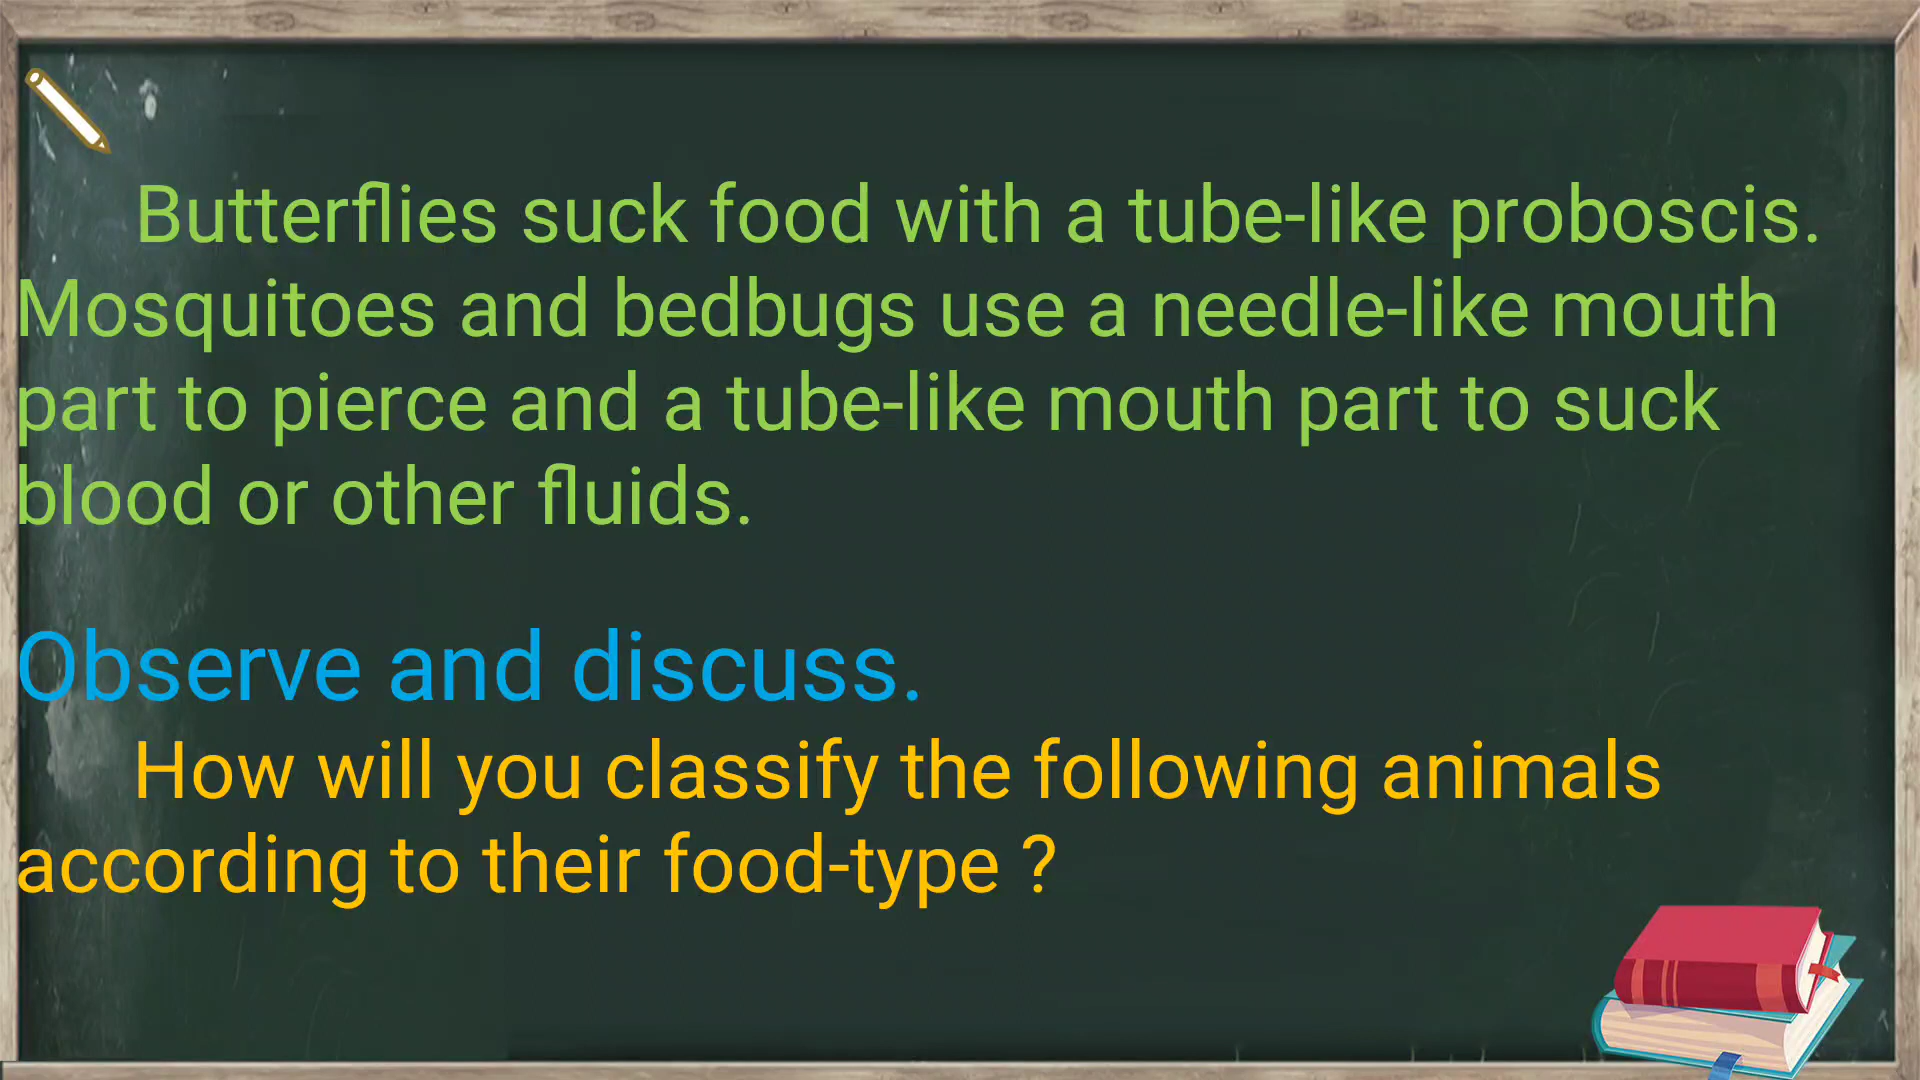 Butterflies suck food with a tube-like proboscis.
Mosquitoes and bedbugs use a needle-like mouth
part to pierce and a tube-like mouth part to suck
blood or other fluids.
Observe and discuss.
How will you classify the following animals
according to their food-type ?